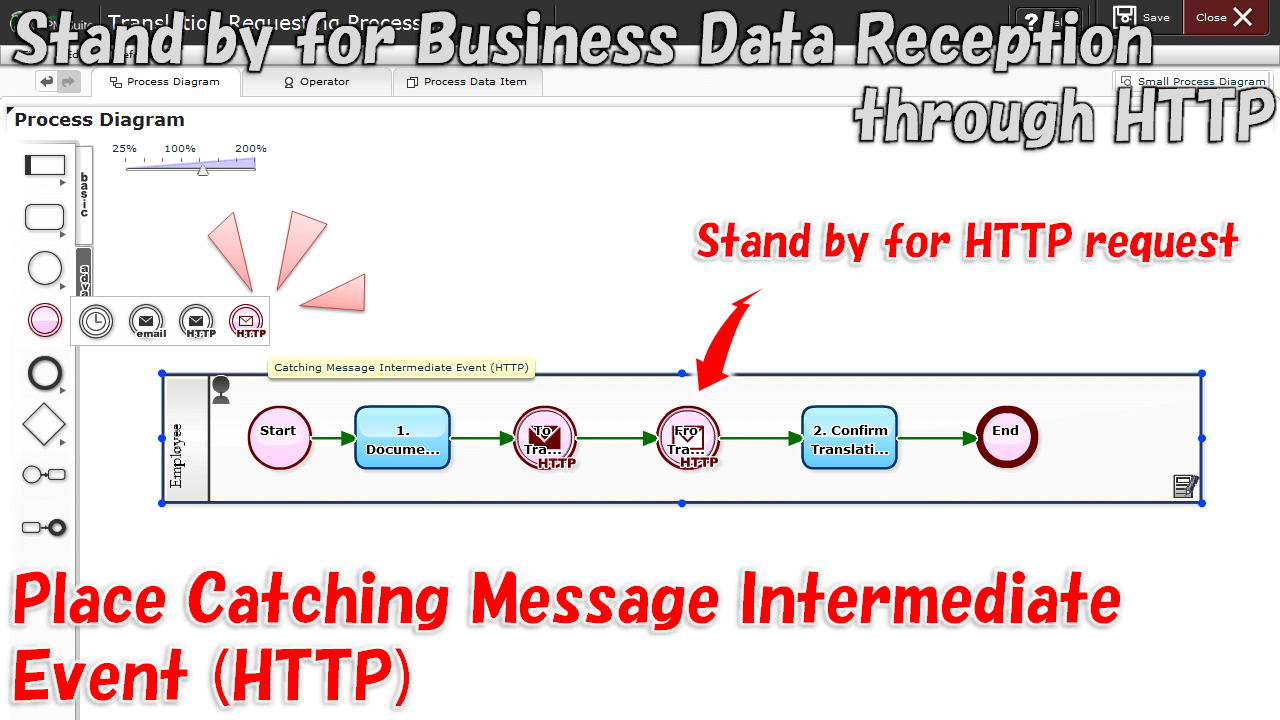 Stand by for Business Data Reception
through HTTP
Translation Requesting Process
Save
Close
Process Diagram
Operator
Process Data Item
Small Process Diagram
Process Diagram
25% 100% 200%
basic
Stand by for HTTP request
email
HTTP
HTTP
Catching Message Intermediate Event (HTTP)
Employee
Start
1.
Docume...
To
Tra...
HTTP
Fro
Tra...
HTTP
2. Confirm
Translati...
End
Place Catching Message Intermediate
Event (HTTP)